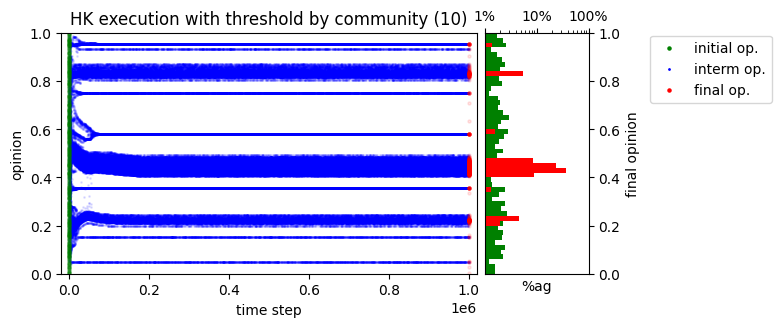 HK execution with threshold by community (10)
1% 10% 100%
initial op.
interm op.
final op.
opinion
final opinion
1.0
0.8
0.6
0.4
0.2
0.0
1.0
0.8
0.6
0.4
0.2
0.0
0.0 0.2 0.4 0.6 0.8 1.0
1e6
time step
%ag